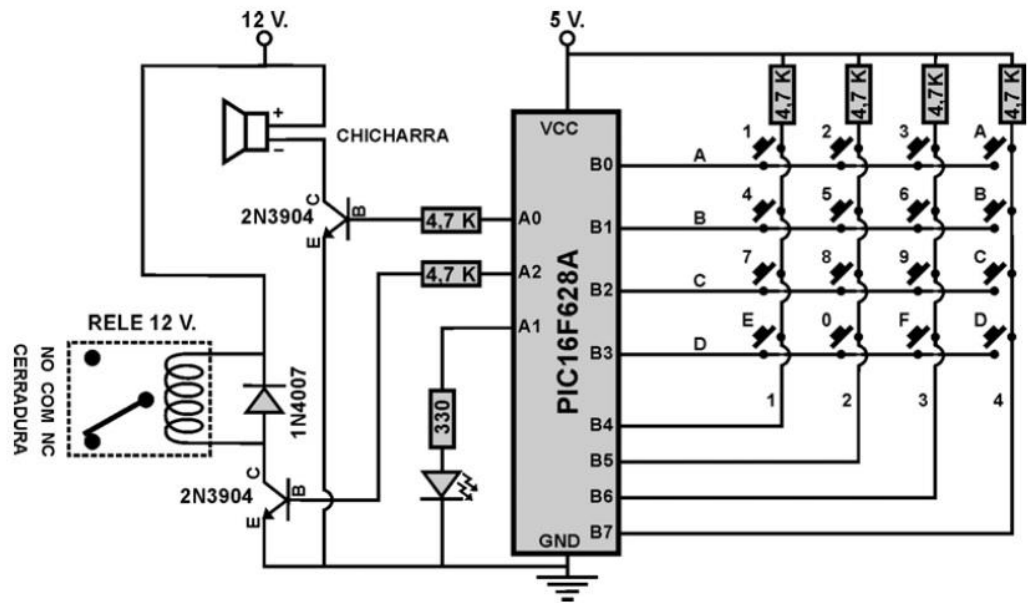 12 V.
5 V.
+
−
CHICHARRA
C
2N3904
B
E
4,7 K
4,7 K
RELE 12 V.
NO COM NC
CERRADURA
1N4007
C
2N3904
B
E
330
VCC
A0
A2
A1
PIC16F628A
GND
B0
B1
B2
B3
B4
B5
B6
B7
4,7 K
4,7 K
4,7 K
4,7 K
A
1
2
3
A
B
4
5
6
B
C
7
8
9
C
D
E
0
F
D
1
2
3
4